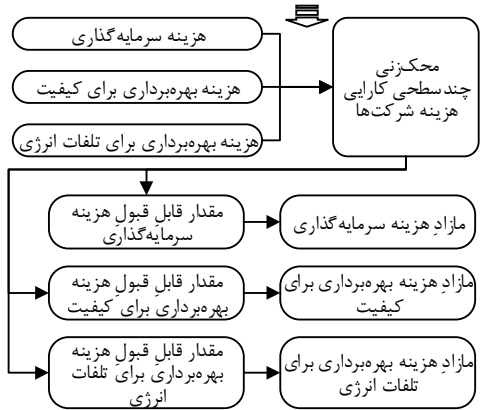 هزینه سرمایه‌گذاری
هزینه بهره‌برداری برای کیفیت
هزینه بهره‌برداری برای تلفات انرژی
محک‌زنی
چندسطحی کارایی
هزینه شرکت‌ها
مقدار قابلِ قبولِ هزینه
سرمایه‌گذاری
مازادِ هزینه سرمایه‌گذاری
مقدار قابلِ قبولِ هزینه
بهره‌برداری برای کیفیت
مازادِ هزینه بهره‌برداری برای
کیفیت
مقدار قابلِ قبولِ هزینه
بهره‌برداری برای تلفات
انرژی
مازادِ هزینه بهره‌برداری برای
تلفات انرژی